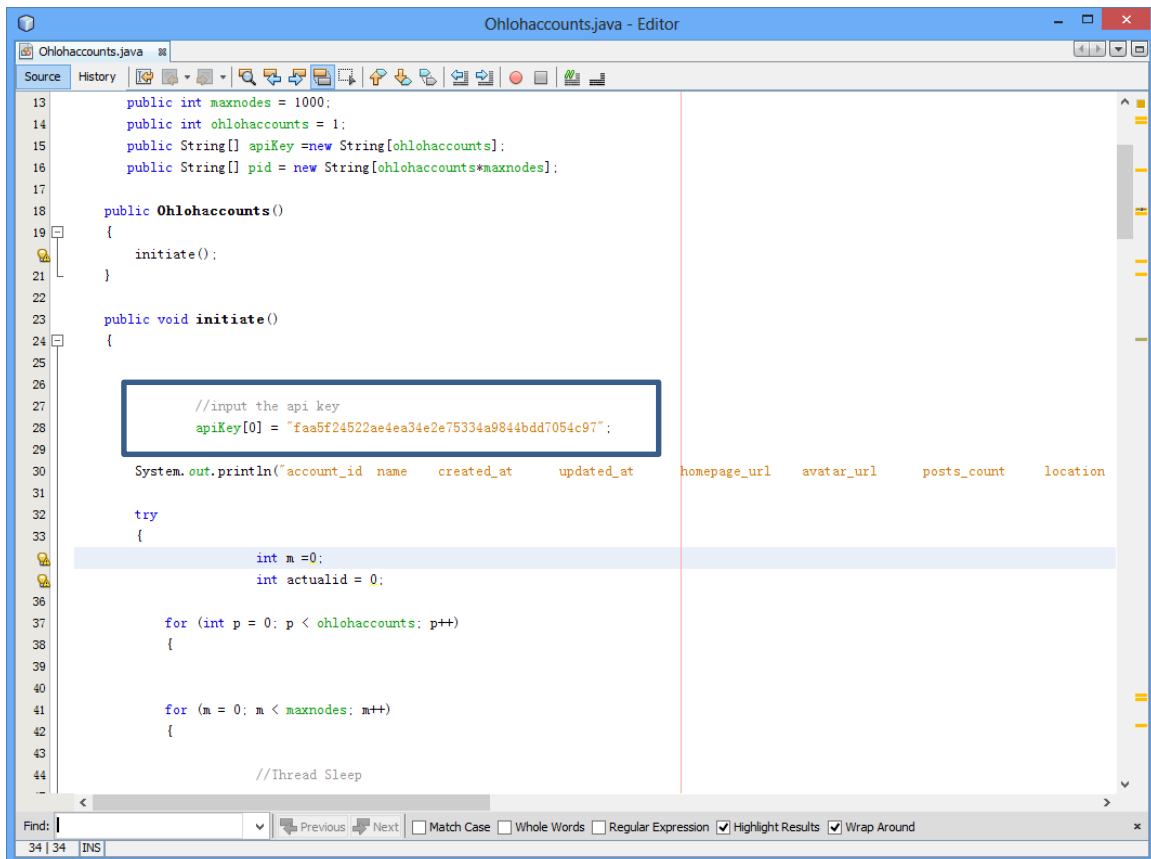 Ohlohaccounts.java - Editor
Ohlohaccounts.java
Source History
13 public int maxnodes = 1000;
14 public int ohlohaccounts = 1;
15 public String[] apiKey =new String[ohlohaccounts];
16 public String[] pid = new String[ohlohaccounts*maxnodes];
17
18 public Ohlohaccounts()
19 {
initiate();
21 }
22
23 public void initiate()
24 {
25
26
27 //input the api key
28 apiKey[0] = "faa5f24522ae4ea34e2e75334a9844bdd7054c97";
29
30 System.out.println("account_id name created_at updated_at homepage_url avatar_url posts_count location
31
32 try
33 {
int m =0;
int actualid = 0;
36
37 for (int p = 0; p < ohlohaccounts; p++)
38 {
39
40
41 for (m = 0; m < maxnodes; m++)
42 {
43
44 //Thread Sleep
Find: Previous Next Match Case Whole Words Regular Expression Highlight Results Wrap Around
34 | 34 INS